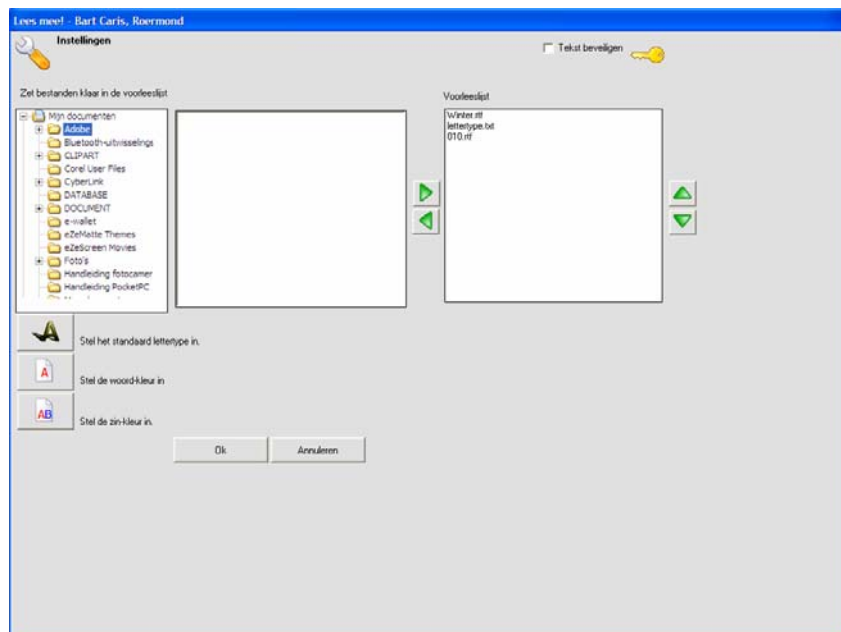 Lees mee! - Bart Caris, Roermond
Instellingen
Tekst beveiligen
Zet bestanden klaar in de voorleeslijst
Voorleeslijst
Mijn documenten
Adobe
Bluetooth-uitwisselings
CLIPART
Corel User Files
CyberLink
DATABASE
DOCUMENT
e-wallet
eZeMatte Themes
eZeScreen Movies
Foto's
Handleiding fotocamer
Handleiding PocketPC
Winter.rtf
lettertype.txt
010.rtf
A
Stel het standaard lettertype in.
A
Stel de woord-kleur in
AB
Stel de zin-kleur in.
Ok
Annuleren